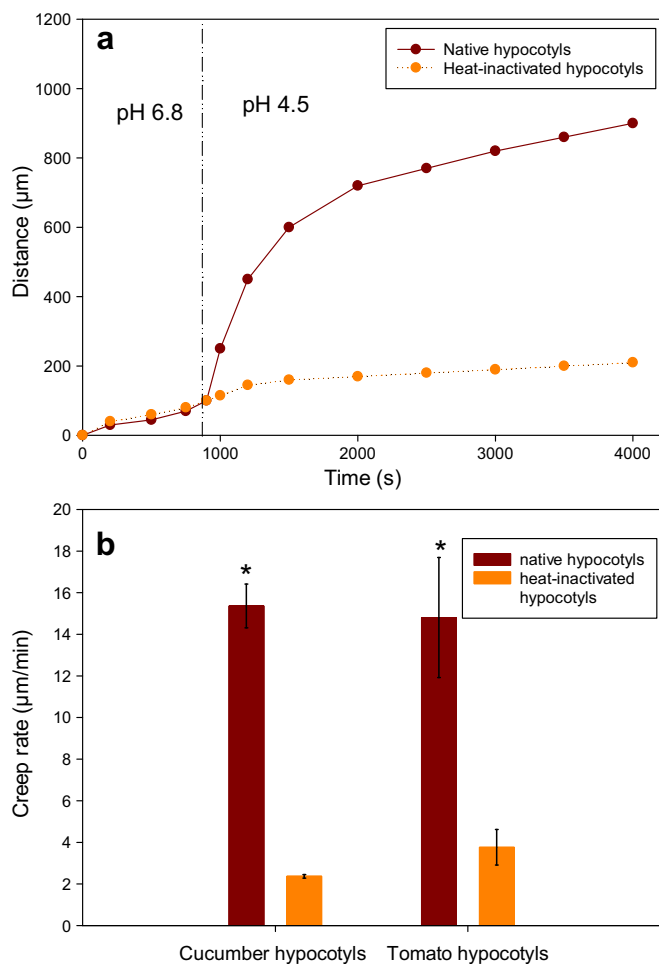 a
Native hypocotyls
Heat-inactivated hypocotyls
pH 6.8
pH 4.5
1200
1000
800
600
400
200
0
Distance (µm)
0 1000 2000 3000 4000
Time (s)
b
native hypocotyls
heat-inactivated
hypocotyls
* *
20
18
16
14
12
10
8
6
4
2
0
Creep rate (µm/min)
Cucumber hypocotyls Tomato hypocotyls